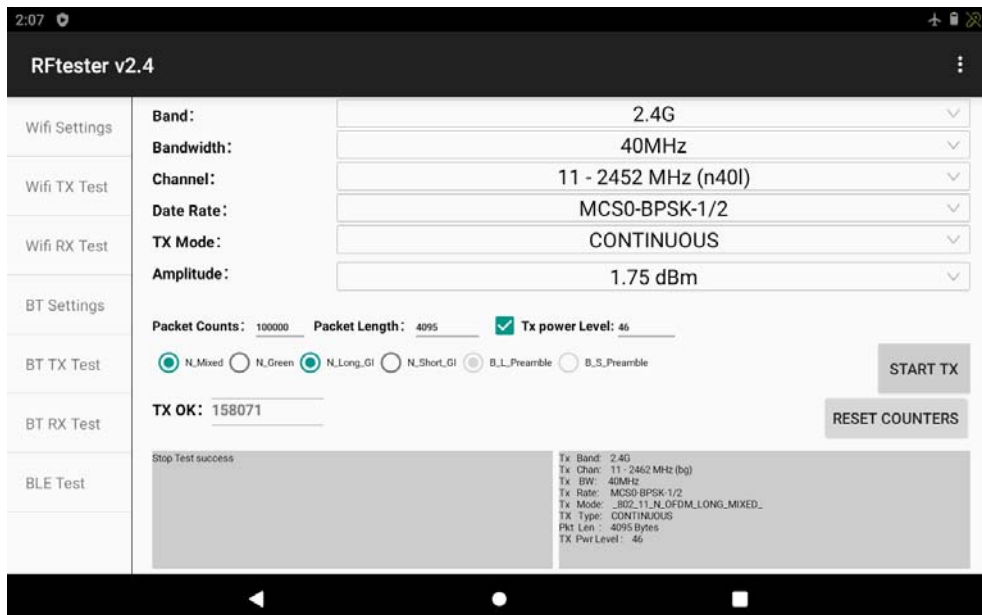 2:07
RFtester v2.4
Wifi Settings
Wifi TX Test
Wifi RX Test
BT Settings
BT TX Test
BT RX Test
BLE Test
Band: 2.4G
Bandwidth: 40MHz
Channel: 11 - 2452 MHz (n40l)
Date Rate: MCS0-BPSK-1/2
TX Mode: CONTINUOUS
Amplitude: 1.75 dBm
Packet Counts: 100000 Packet Length: 4095 Tx power Level: 46
N_Mixed N_Green N_Long_GI N_Short_GI B_L_Preamble B_S_Preamble
START TX
TX OK: 158071
RESET COUNTERS
Stop Test success
Tx Band: 2.4G
Tx Chan: 11 - 2462 MHz (bg)
Tx BW: 40MHz
Tx Rate: MCS0-BPSK-1/2
Tx Mode: _802_11_N_OFDM_LONG_MIXED_
TX Type: CONTINUOUS
Pkt Len : 4095 Bytes
TX Pwr Level : 46